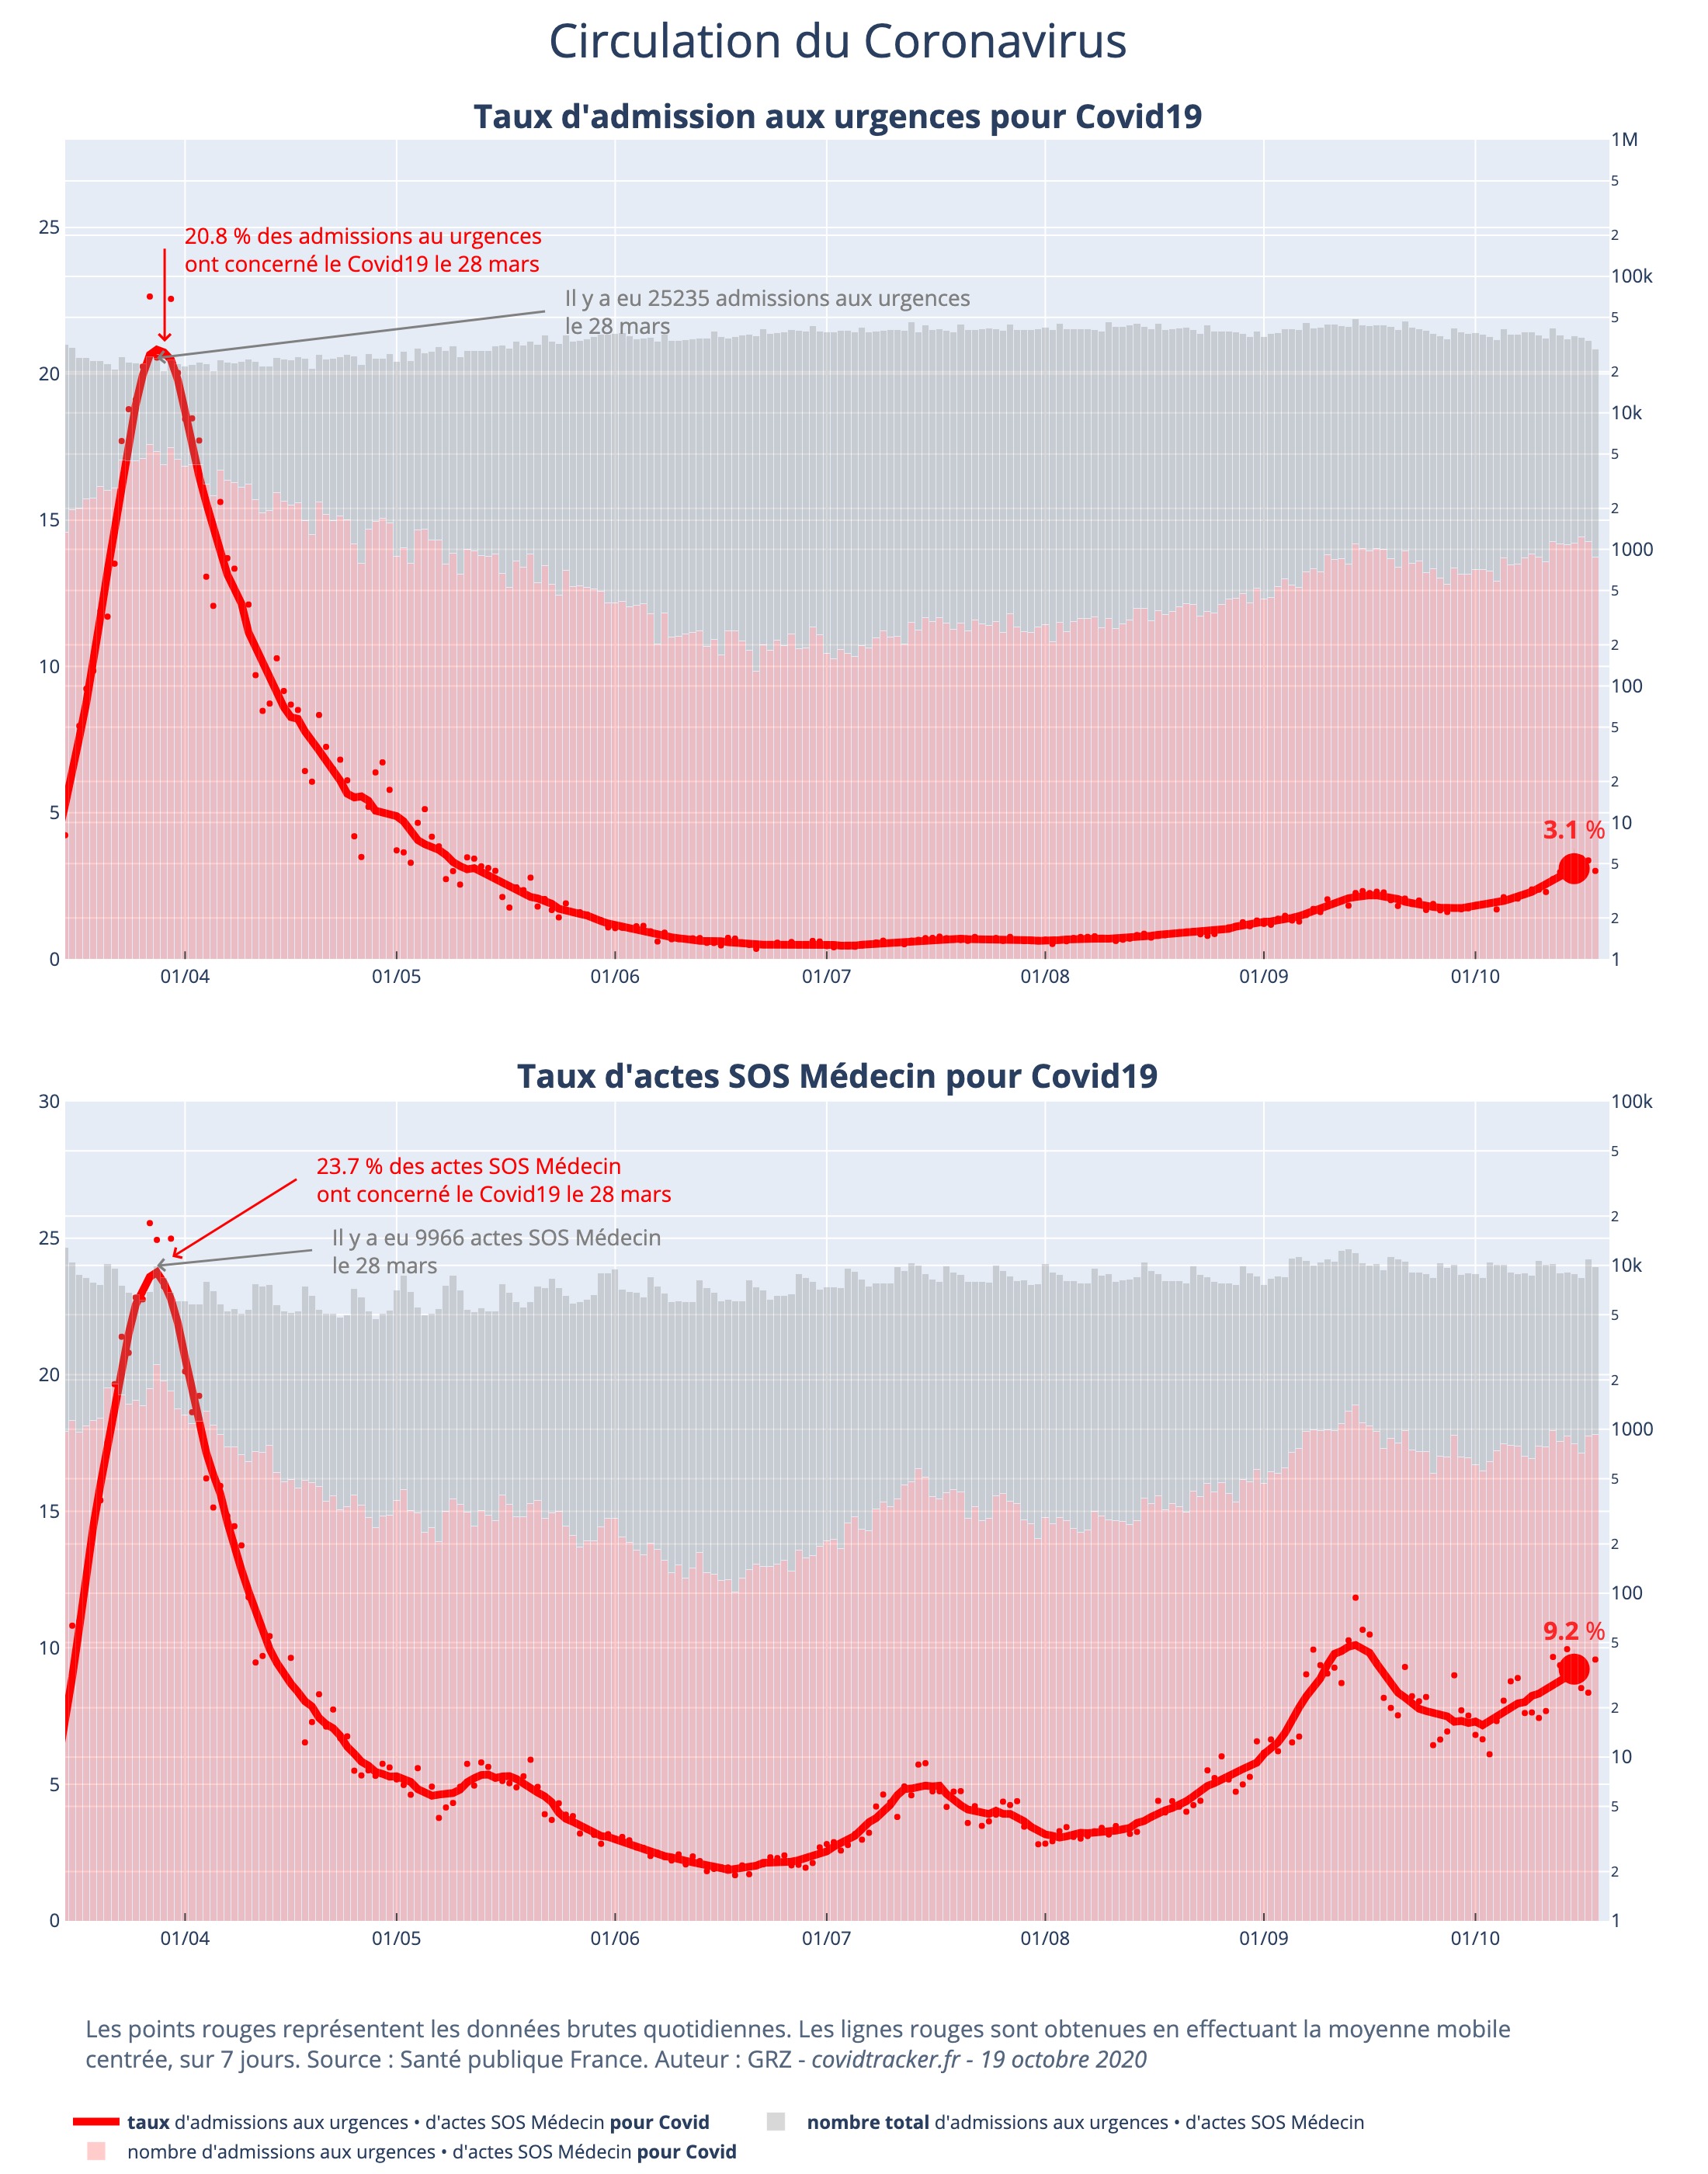 Circulation du Coronavirus
Taux d'admission aux urgences pour Covid19
1M
5
25
2
20.8 % des admissions au urgences
ont concerné le Covid19 le 28 mars
100k
Il y a eu 25235 admissions aux urgences
le 28 mars
5
20
2
10k
5
15
2
1000
5
10
2
100
5
2
5
10
3.1 %
5
2
0
1
01/04
01/05
01/06
01/07
01/08
01/09
01/10
Taux d'actes SOS Médecin pour Covid19
30
100k
5
23.7 % des actes SOS Médecin
ont concerné le Covid19 le 28 mars
2
25
Il y a eu 9966 actes SOS Médecin
le 28 mars
10k
5
20
2
1000
5
15
2
100
9.2 %
10
5
2
10
5
5
2
0
1
01/04
01/05
01/06
01/07
01/08
01/09
01/10
Les points rouges représentent les données brutes quotidiennes. Les lignes rouges sont obtenues en effectuant la moyenne mobile
centrée, sur 7 jours. Source : Santé publique France. Auteur : GRZ - covidtracker.fr - 19 octobre 2020
taux d'admissions aux urgences • d'actes SOS Médecin pour Covid
nombre total d'admissions aux urgences • d'actes SOS Médecin
nombre d'admissions aux urgences • d'actes SOS Médecin pour Covid